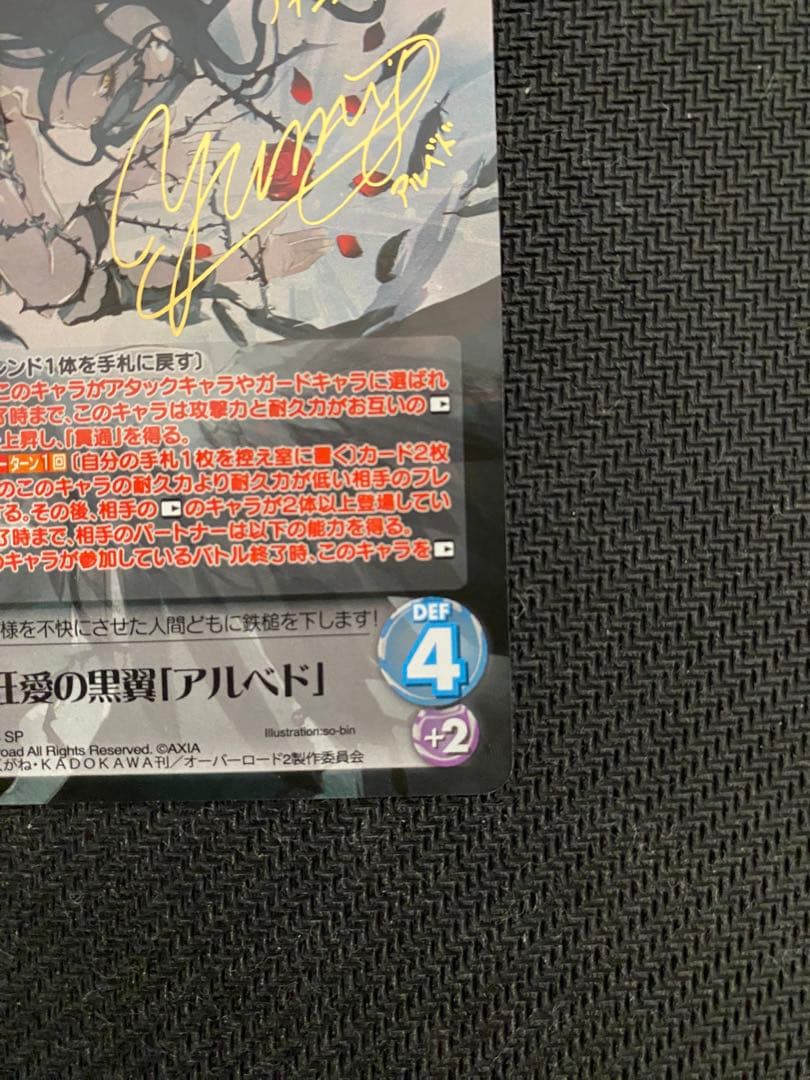 Yumi
アルベド
レンド1体を手札に戻す〕
このキャラがアタックキャラやガードキャラに選ばれ
了時まで、このキャラは攻撃力と耐久力がお互いの▶
上昇し、「貫通」を得る。
ターン1回〔自分の手札1枚を控え室に置く〕カード2枚
のこのキャラの耐久力より耐久力が低い相手のフレ
する。その後、相手の▶のキャラが2体以上登場してい
了時まで、相手のパートナーは以下の能力を得る。
のキャラが参加しているバトル終了時、このキャラを▶
様を不快にさせた人間どもに鉄槌を下します!
DEF
4
狂愛の黒翼「アルベド」
SP
Illustration:so-bin
+2
road All Rights Reserved. ©AXIA
がね・KADOKAWA刊/オーバーロード2製作委員会